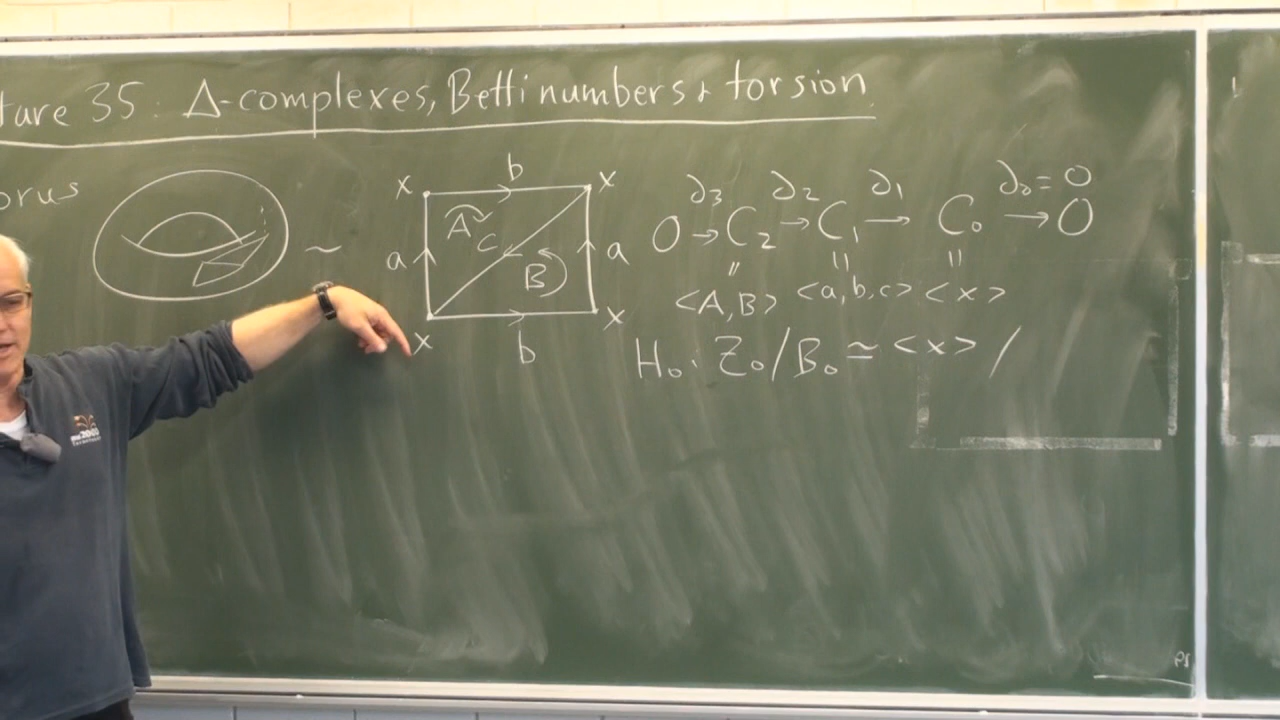 ture 35: Δ-complexes, Betti numbers & torsion
orus
~
x b x
A
c
a a
B
x b x
∂₃ ∂₂ ∂₁ ∂₀=0
0 → C₂ → C₁ → C₀ → 0
〃 || ||
<A,B> <a,b,c> <x>
H₀: Z₀/B₀ ≃ <x> /